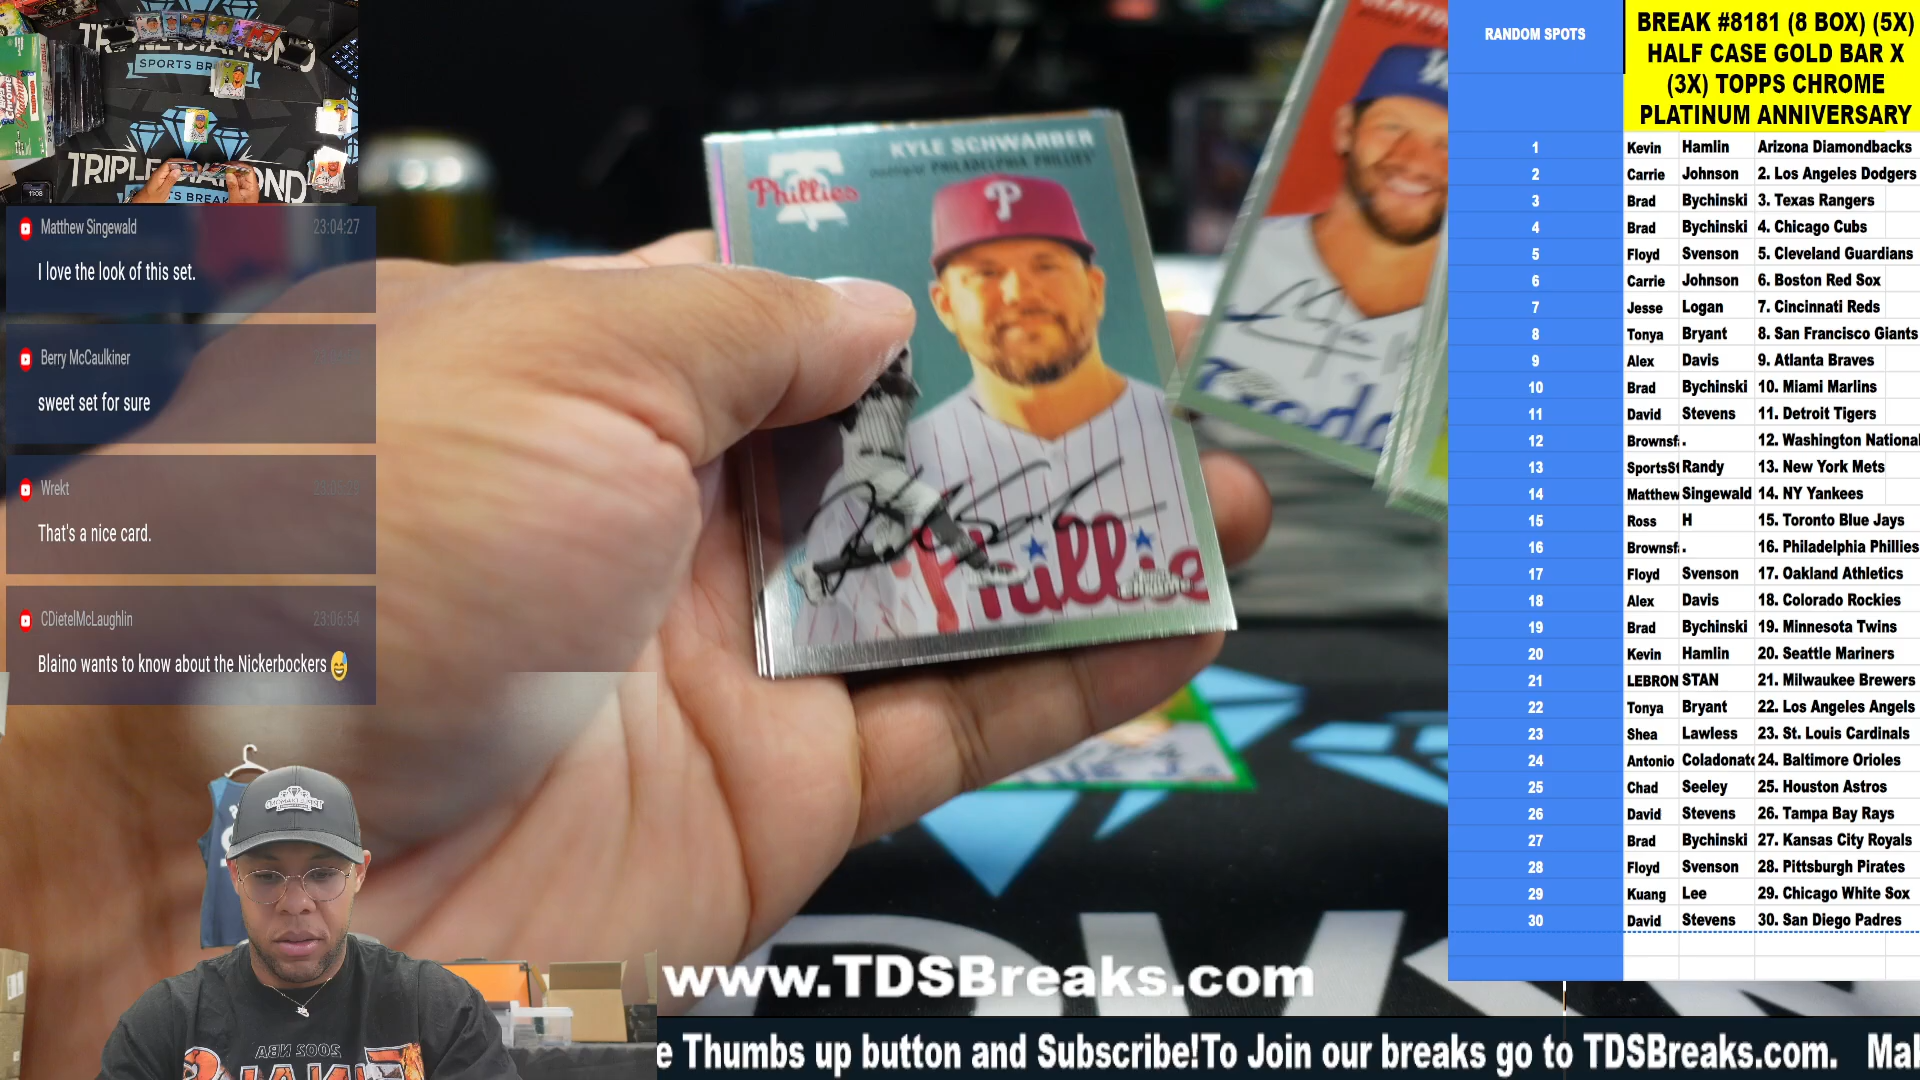 TRIPLE DIAMOND
SPORTS BR
TRIPL
OND
S BREAK
1908
Matthew Singewald 23:04:27
I love the look of this set.
Berry McCaulkiner
sweet set for sure
Wrekt
That's a nice card.
CDietelMcLaughlin 23:06:54
Blaino wants to know about the Nickerbockers 😅
KYLE SCHWARBER
PHILADELPHIA PHILLIES
Phillies
P
Phillies
www.TDSBreaks.com
e Thumbs up button and Subscribe!To Join our breaks go to TDSBreaks.com. Mal
RANDOM SPOTS
BREAK #8181 (8 BOX) (5X)
HALF CASE GOLD BAR X
(3X) TOPPS CHROME
PLATINUM ANNIVERSARY
1 Kevin Hamlin Arizona Diamondbacks
2 Carrie Johnson 2. Los Angeles Dodgers
3 Brad Bychinski 3. Texas Rangers
4 Brad Bychinski 4. Chicago Cubs
5 Floyd Svenson 5. Cleveland Guardians
6 Carrie Johnson 6. Boston Red Sox
7 Jesse Logan 7. Cincinnati Reds
8 Tonya Bryant 8. San Francisco Giants
9 Alex Davis 9. Atlanta Braves
10 Brad Bychinski 10. Miami Marlins
11 David Stevens 11. Detroit Tigers
12 Brownsf . 12. Washington National
13 SportsSt Randy 13. New York Mets
14 Matthew Singewald 14. NY Yankees
15 Ross H 15. Toronto Blue Jays
16 Brownsf . 16. Philadelphia Phillies
17 Floyd Svenson 17. Oakland Athletics
18 Alex Davis 18. Colorado Rockies
19 Brad Bychinski 19. Minnesota Twins
20 Kevin Hamlin 20. Seattle Mariners
21 LEBRON STAN 21. Milwaukee Brewers
22 Tonya Bryant 22. Los Angeles Angels
23 Shea Lawless 23. St. Louis Cardinals
24 Antonio Coladonato 24. Baltimore Orioles
25 Chad Seeley 25. Houston Astros
26 David Stevens 26. Tampa Bay Rays
27 Brad Bychinski 27. Kansas City Royals
28 Floyd Svenson 28. Pittsburgh Pirates
29 Kuang Lee 29. Chicago White Sox
30 David Stevens 30. San Diego Padres